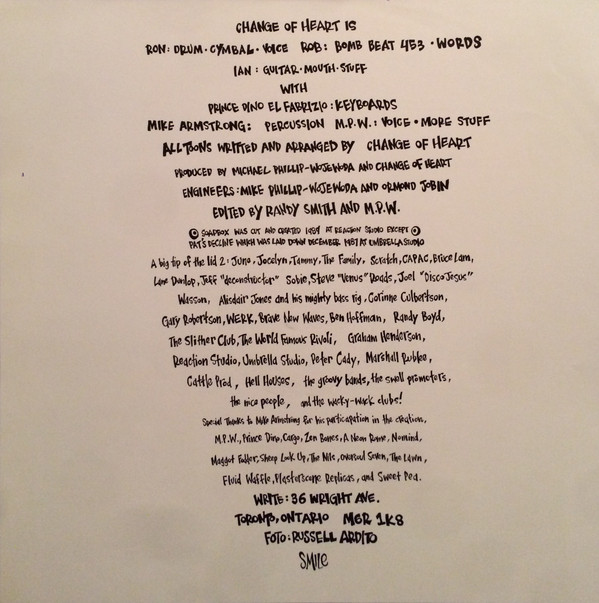 CHANGE OF HEART IS
RON: DRUM · CYMBAL · VOICE ROB: BOMB BEAT 453 · WORDS
IAN: GUITAR · MOUTH · STUFF
WITH
PRINCE DINO EL FABRIZIO: KEYBOARDS
MIKE ARMSTRONG: PERCUSSION M.P.W.: VOICE · MORE STUFF
ALL TOONS WRITTED AND ARRANGED BY CHANGE OF HEART
PRODUCED BY MICHAEL PHILLIP-WOJEWODA AND CHANGE OF HEART
ENGINEERS: MIKE PHILLIP-WOJEWODA AND ORMOND JOBIN
EDITED BY RANDY SMITH AND M.P.W.
© SOAPBOX WAS CUT AND CREATED AT REACTION STUDIO EXCEPT ©
PAT'S DECLINE WHICH WAS LAID DOWN DECEMBER 1987 AT UMBRELLA STUDIO
A big tip of the lid 2: Juno, Jocelyn, Tammy, The Family, Scratch, CAPAC, Bruce Lam,
Lane Dunlop, Jeff "deconstructor" Sobie, Steve "Venus" Roads, Joel "Disco Jesus"
Wasson, Alisdair Jones and his mighty bass rig, Corinne Culbertson,
Gary Robertson, WERK, Brave New Waves, Ben Hoffman, Randy Boyd,
The Slither Club, The World Famous Rivoli, Graham Henderson,
Reaction Studio, Umbrella Studio, Peter Cady, Marshall Rublee,
Cattle Prod, Hell Houses, the groovy bands, the swell promoters,
the nice people, and the wacky-wack clubs!
Special Thanks to Mike Armstrong for his participation in the creation,
M.P.W., Prince Dino, Cargo, Zen Bones, A Neon Rome, Nomind,
Maggot Fodder, Sheep Look Up, The Nils, Oversoul Seven, The Lawn,
Fluid Waffle, Plasterscene Replicas, and Sweet Pea.
WRITE: 36 WRIGHT AVE.
TORONTO, ONTARIO M6R 1K8
FOTO: RUSSELL ARDITO
SMILE